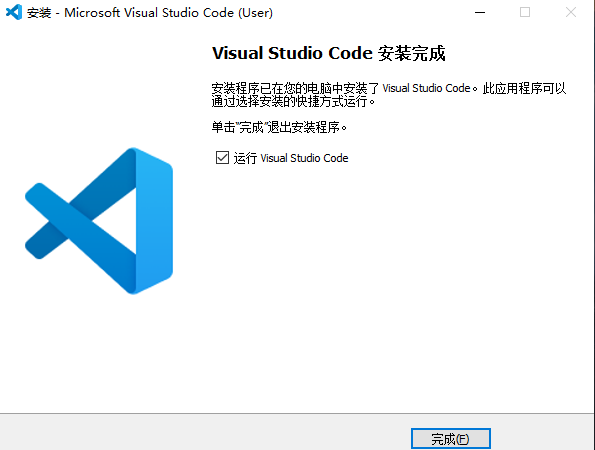 安装 - Microsoft Visual Studio Code (User)
Visual Studio Code 安装完成
安装程序已在您的电脑中安装了 Visual Studio Code。此应用程序可以
通过选择安装的快捷方式运行。
单击“完成”退出安装程序。
运行 Visual Studio Code
完成(F)